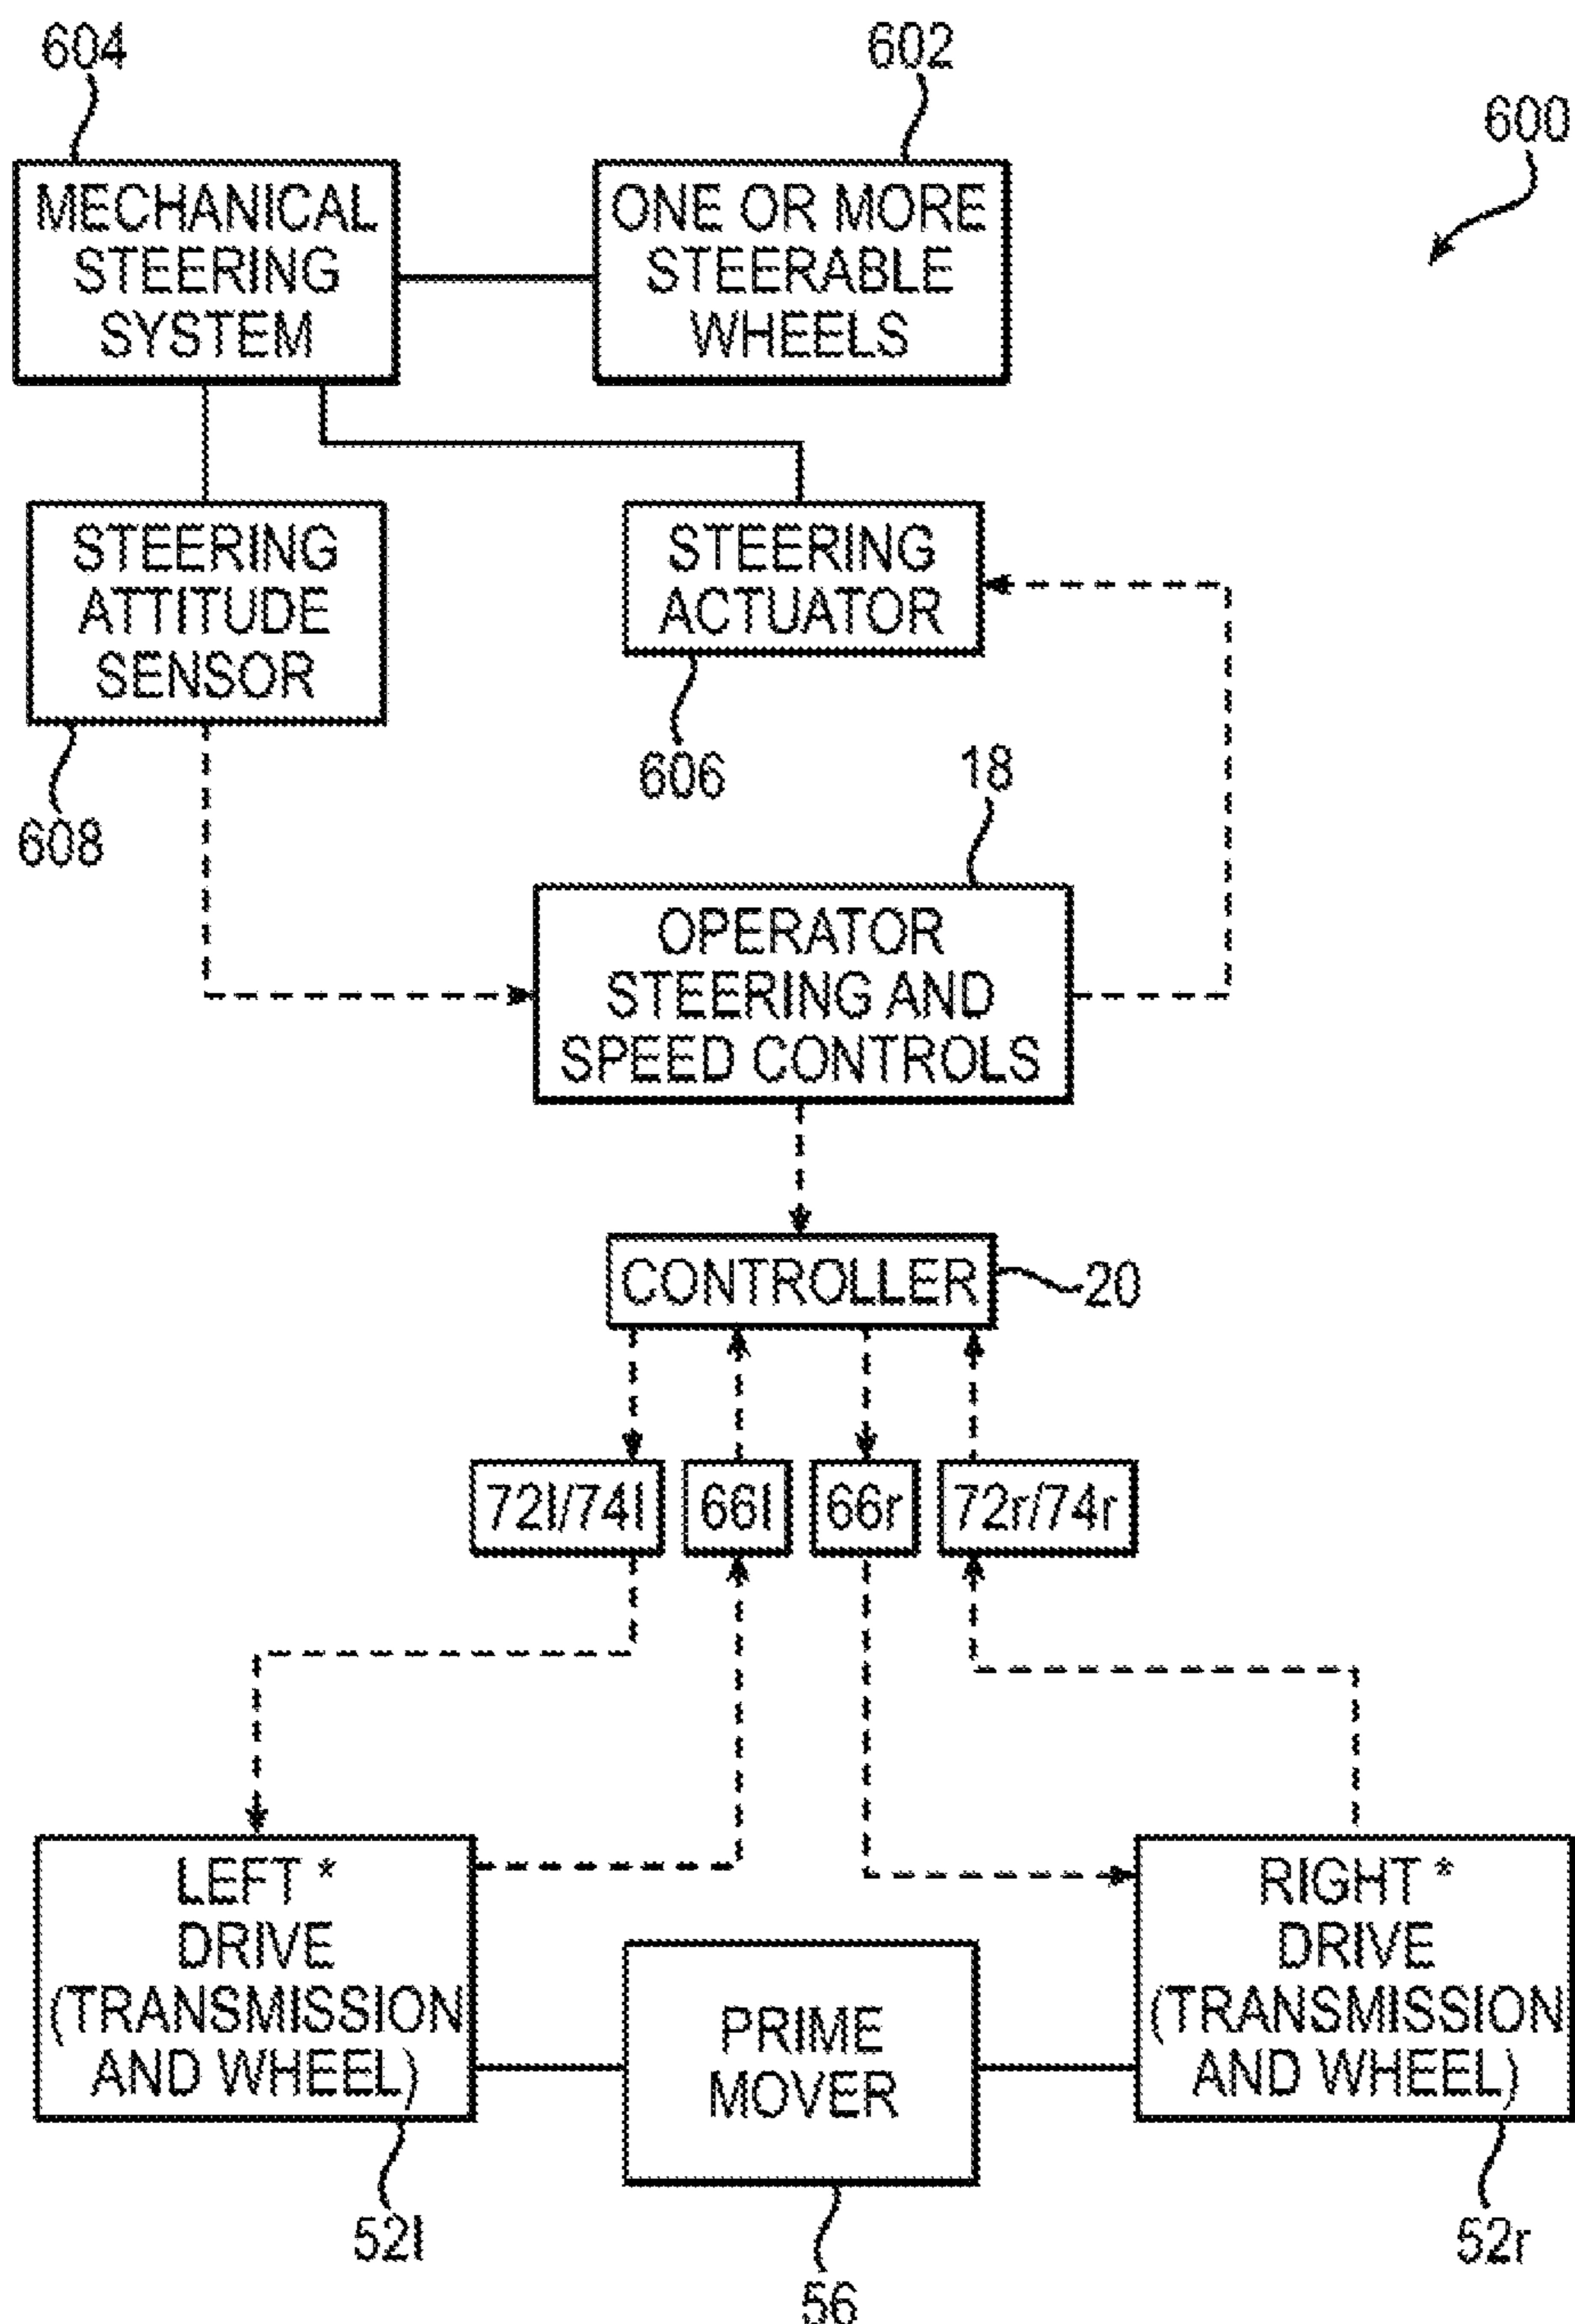 604
602
600
MECHANICAL
STEERING
SYSTEM
ONE OR MORE
STEERABLE
WHEELS
STEERING
ATTITUDE
SENSOR
STEERING
ACTUATOR
608
606
18
OPERATOR
STEERING AND
SPEED CONTROLS
CONTROLLER
20
72l/74l
66l
66r
72r/74r
LEFT *
DRIVE
(TRANSMISSION
AND WHEEL)
PRIME
MOVER
RIGHT *
DRIVE
(TRANSMISSION
AND WHEEL)
52l
56
52r